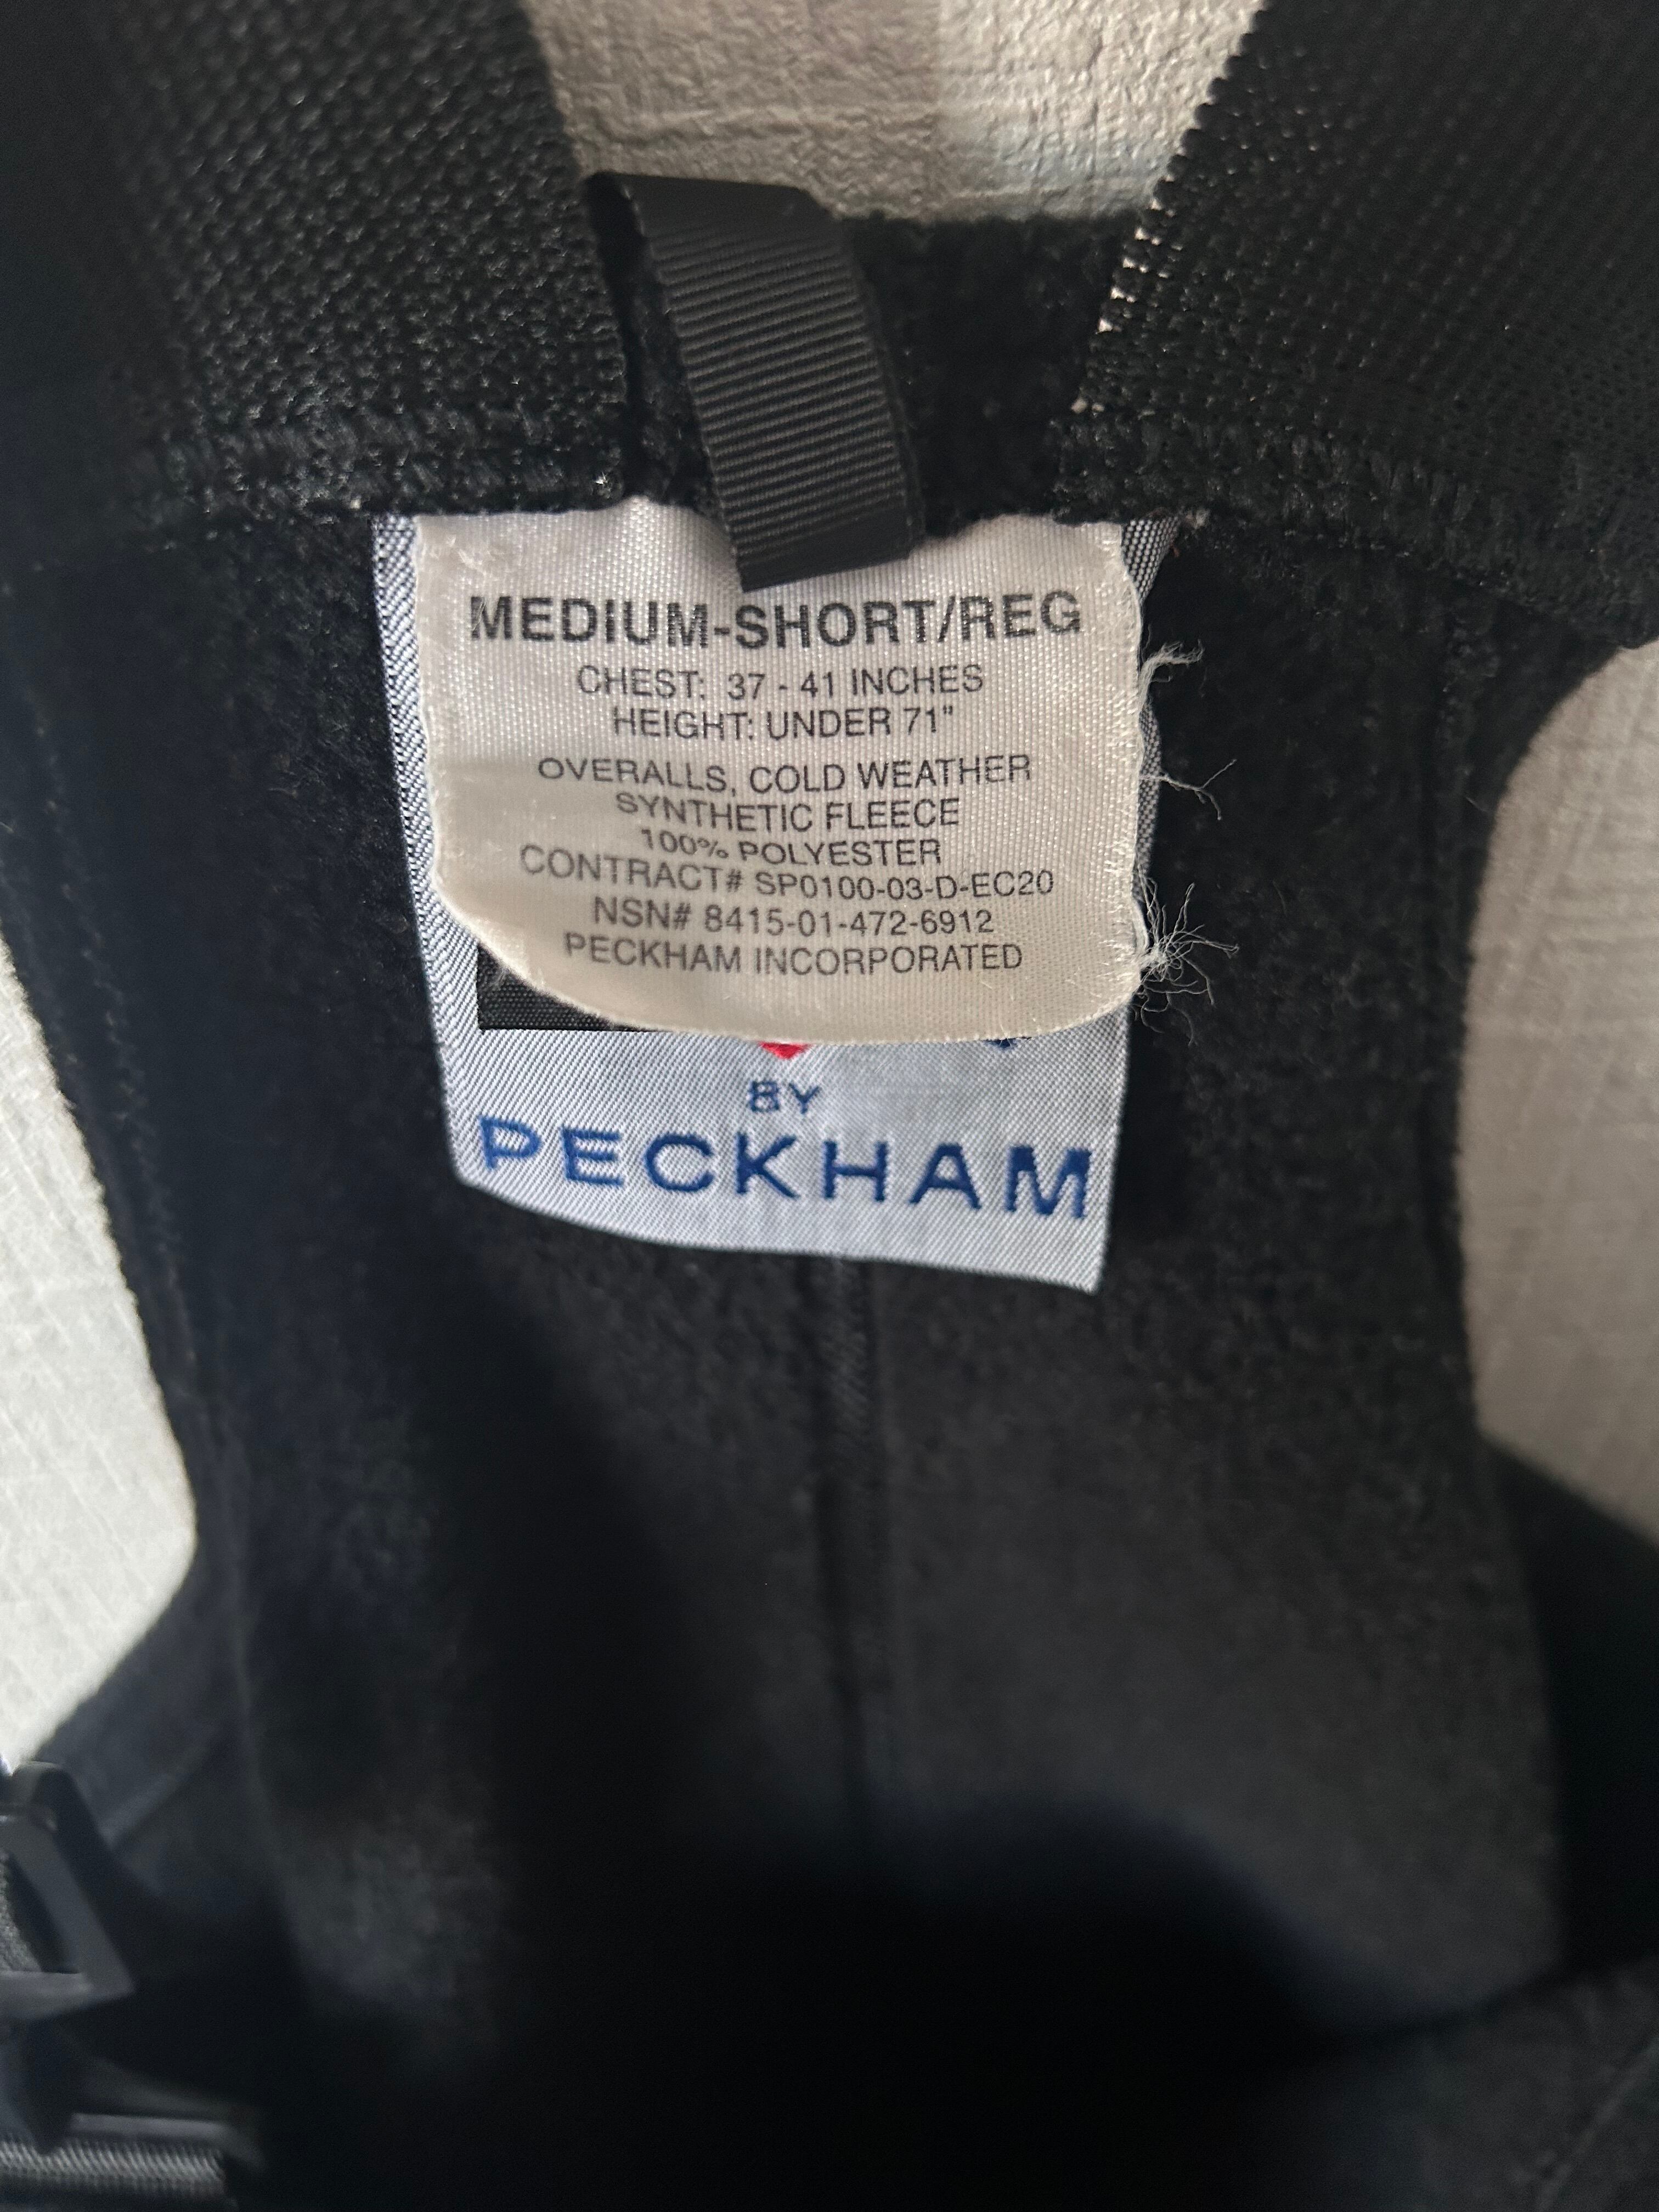 MEDIUM-SHORT/REG
CHEST: 37 - 41 INCHES
HEIGHT: UNDER 71"
OVERALLS, COLD WEATHER
SYNTHETIC FLEECE
100% POLYESTER
CONTRACT# SP0100-03-D-EC20
NSN# 8415-01-472-6912
PECKHAM INCORPORATED
BY
PECKHAM